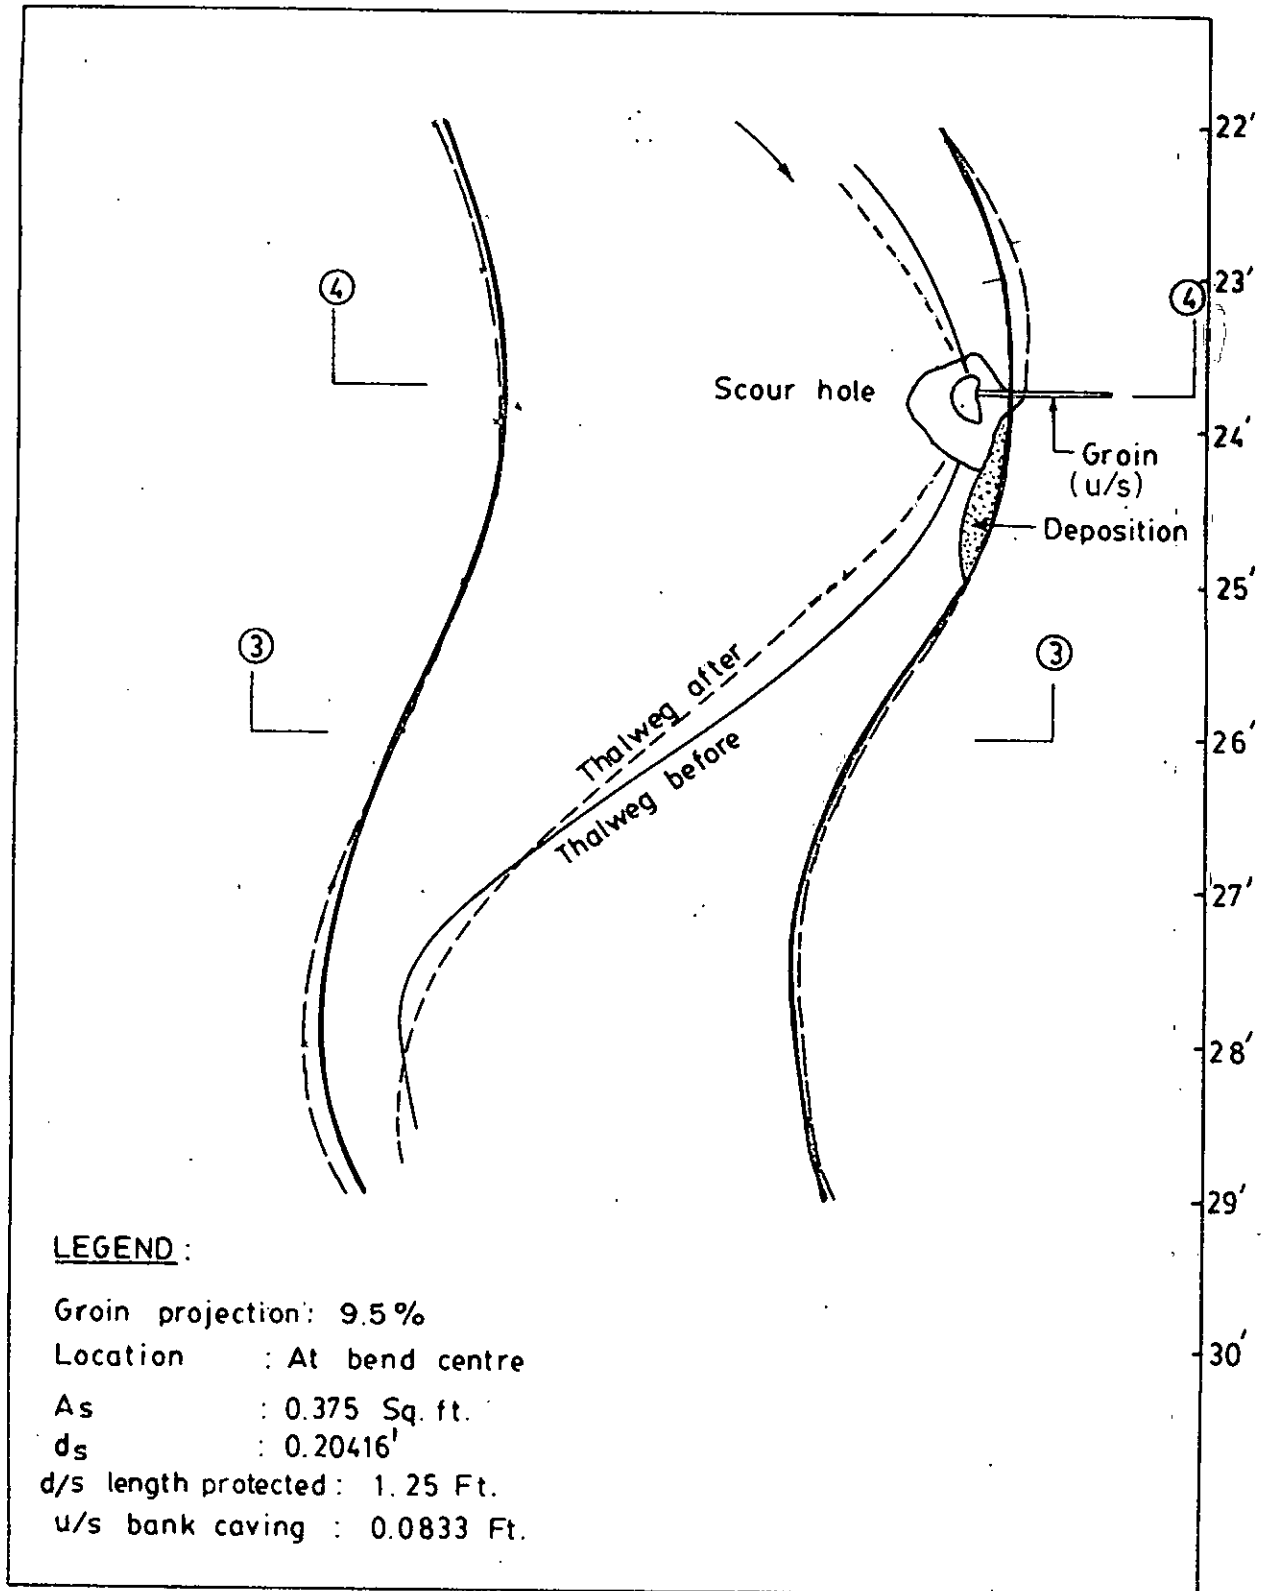 22'
④
23'
④
Scour hole
24'
Groin
(u/s)
Deposition
25'
③
③
Thalweg after
26'
Thalweg before
27'
28'
29'
LEGEND :
Groin projection : 9.5%
30'
Location : At bend centre
As : 0.375 Sq. ft.
ds : 0.20416'
d/s length protected : 1.25 Ft.
u/s bank caving : 0.0833 Ft.